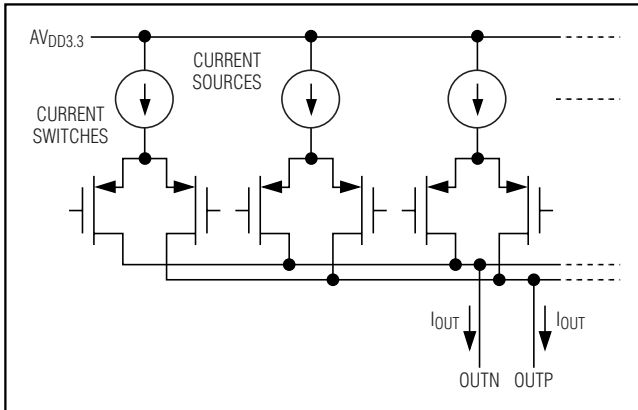 AVDD3.3
CURRENT
SOURCES
CURRENT
SWITCHES
IOUT
IOUT
OUTN
OUTP